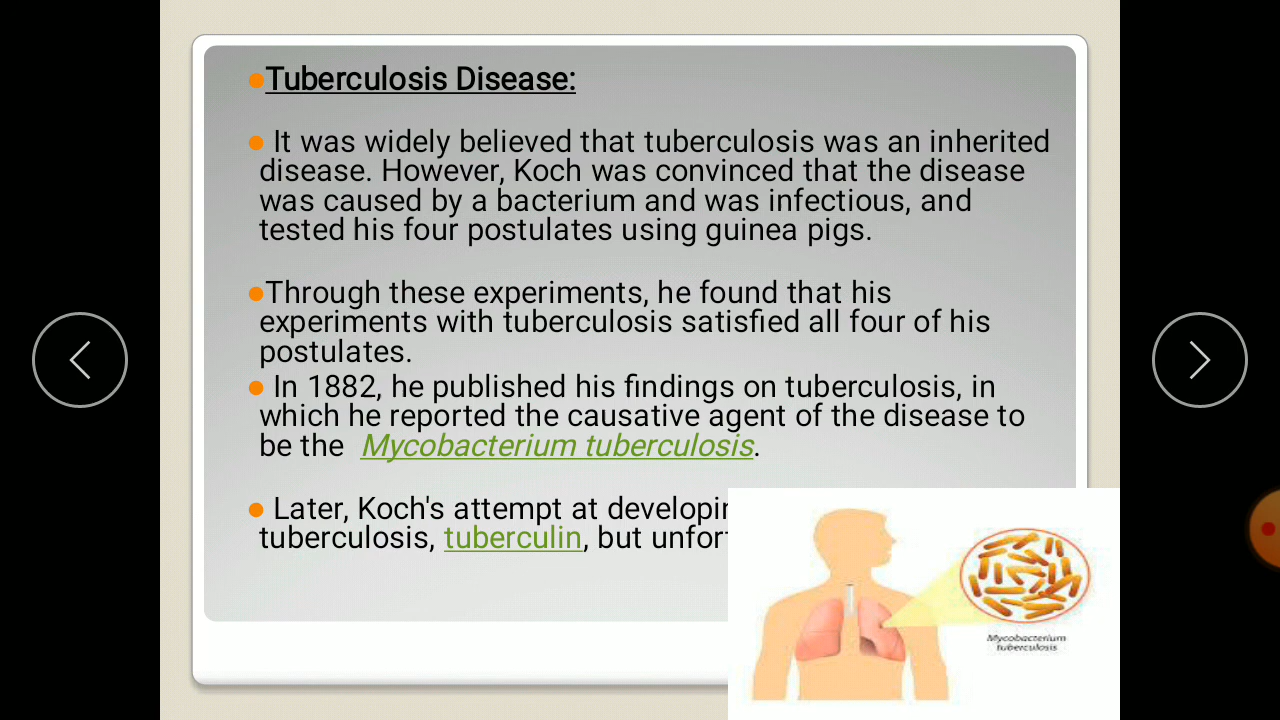 Tuberculosis Disease:
It was widely believed that tuberculosis was an inherited
disease. However, Koch was convinced that the disease
was caused by a bacterium and was infectious, and
tested his four postulates using guinea pigs.
Through these experiments, he found that his
experiments with tuberculosis satisfied all four of his
postulates.
In 1882, he published his findings on tuberculosis, in
which he reported the causative agent of the disease to
be the Mycobacterium tuberculosis.
Later, Koch's attempt at
tuberculosis, tuberculin, but
Mycobacterium
tuberculosis